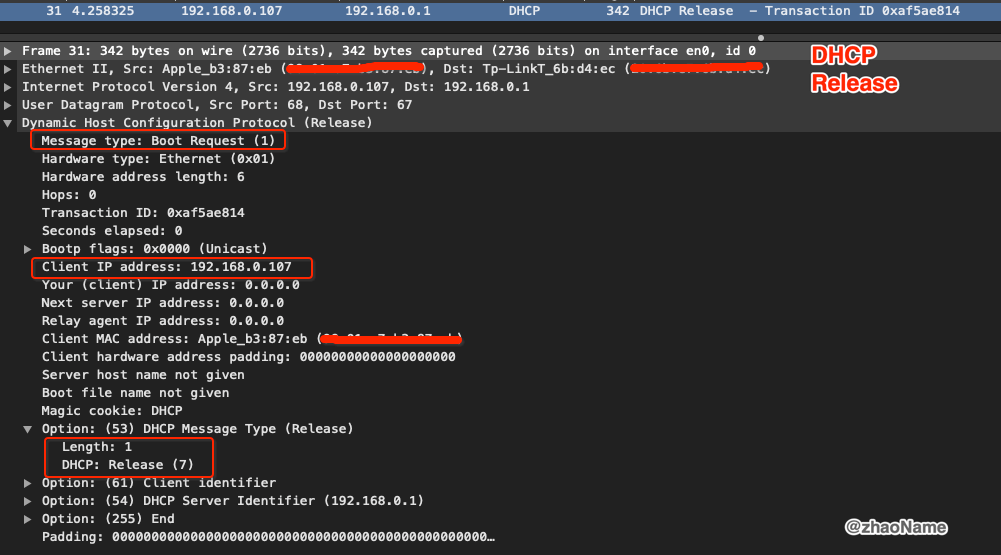 31 4.258325 192.168.0.107 192.168.0.1 DHCP 342 DHCP Release – Transaction ID 0xaf5ae814
Frame 31: 342 bytes on wire (2736 bits), 342 bytes captured (2736 bits) on interface en0, id 0
DHCP
Release
Ethernet II, Src: Apple_b3:87:eb ( ), Dst: Tp-LinkT_6b:d4:ec ( )
Internet Protocol Version 4, Src: 192.168.0.107, Dst: 192.168.0.1
User Datagram Protocol, Src Port: 68, Dst Port: 67
Dynamic Host Configuration Protocol (Release)
Message type: Boot Request (1)
Hardware type: Ethernet (0x01)
Hardware address length: 6
Hops: 0
Transaction ID: 0xaf5ae814
Seconds elapsed: 0
Bootp flags: 0x0000 (Unicast)
Client IP address: 192.168.0.107
Your (client) IP address: 0.0.0.0
Next server IP address: 0.0.0.0
Relay agent IP address: 0.0.0.0
Client MAC address: Apple_b3:87:eb ( )
Client hardware address padding: 00000000000000000000
Server host name not given
Boot file name not given
Magic cookie: DHCP
Option: (53) DHCP Message Type (Release)
Length: 1
DHCP: Release (7)
Option: (61) Client identifier
Option: (54) DHCP Server Identifier (192.168.0.1)
Option: (255) End
Padding: 000000000000000000000000000000000000000000000000…
@zhaoName